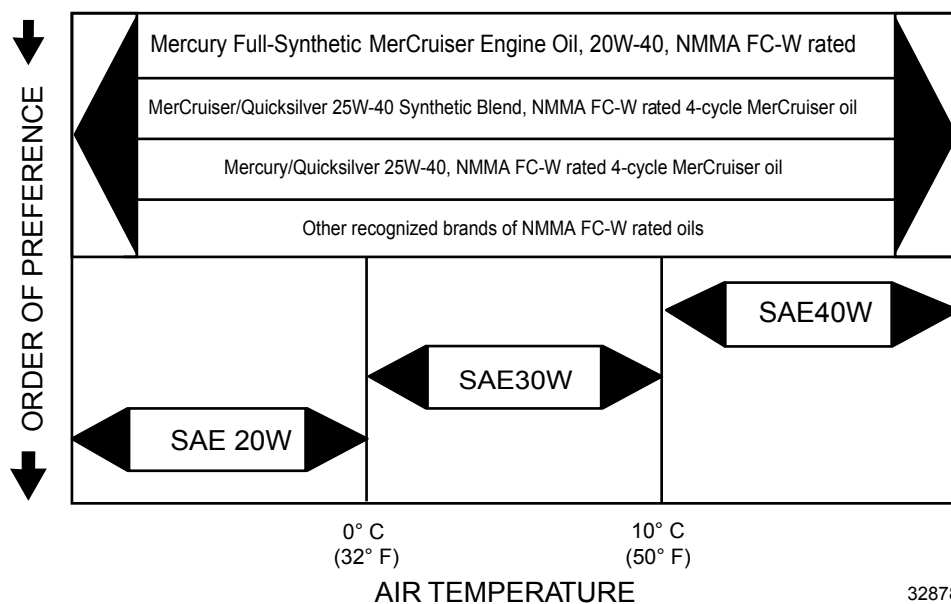 ORDER OF PREFERENCE
Mercury Full-Synthetic MerCruiser Engine Oil, 20W-40, NMMA FC-W rated
MerCruiser/Quicksilver 25W-40 Synthetic Blend, NMMA FC-W rated 4-cycle MerCruiser oil
Mercury/Quicksilver 25W-40, NMMA FC-W rated 4-cycle MerCruiser oil
Other recognized brands of NMMA FC-W rated oils
SAE40W
SAE30W
SAE 20W
0° C
(32° F)
10° C
(50° F)
AIR TEMPERATURE